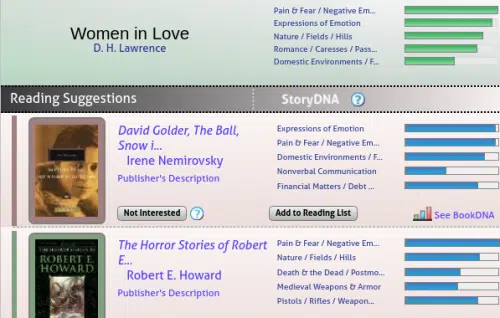 Women in Love
D. H. Lawrence
Pain & Fear / Negative Em...
Expressions of Emotion
Nature / Fields / Hills
Romance / Caresses / Pass...
Domestic Environments / F...
Reading Suggestions
StoryDNA ?
David Golder, The Ball,
Snow i...
Irene Nemirovsky
Publisher's Description
Expressions of Emotion
Pain & Fear / Negative Em...
Domestic Environments / F...
Nonverbal Communication
Financial Matters / Debt ...
Not Interested ?
Add to Reading List
See BookDNA
The Horror Stories of Robert
E...
Robert E. Howard
Publisher's Description
ROBERT E.
HOWARD
Pain & Fear / Negative Em...
Nature / Fields / Hills
Death & the Dead / Postmo...
Medieval Weapons & Armor
Pistols / Rifles / Weapon...